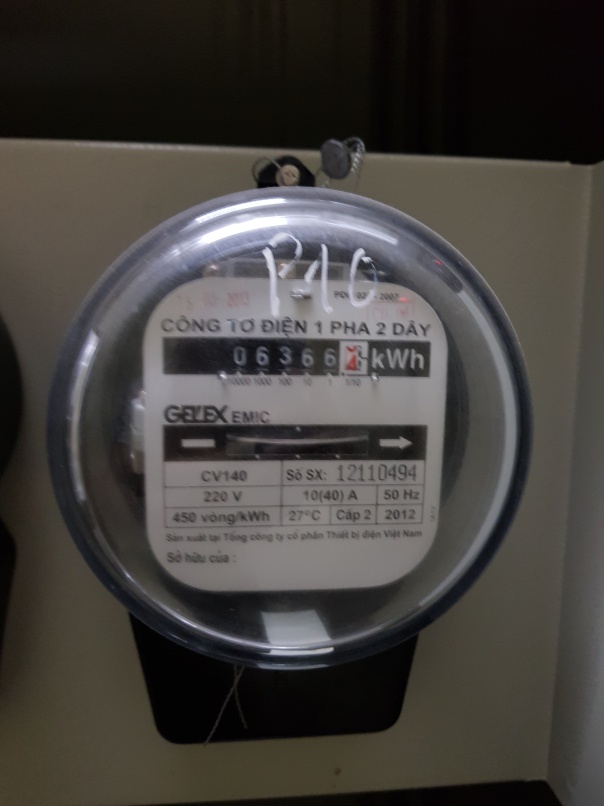 P10
CÔNG TƠ ĐIỆN 1 PHA 2 DÂY
06366 kWh
10000 1000 100 10 1 1/10
GELEX EMIC
CV140 Số SX: 12110494
220 V 10(40) A 50 Hz
450 vòng/kWh 27°C Cấp 2 2012
Sản xuất tại Tổng công ty cổ phần Thiết bị điện Việt Nam
Sở hữu của :